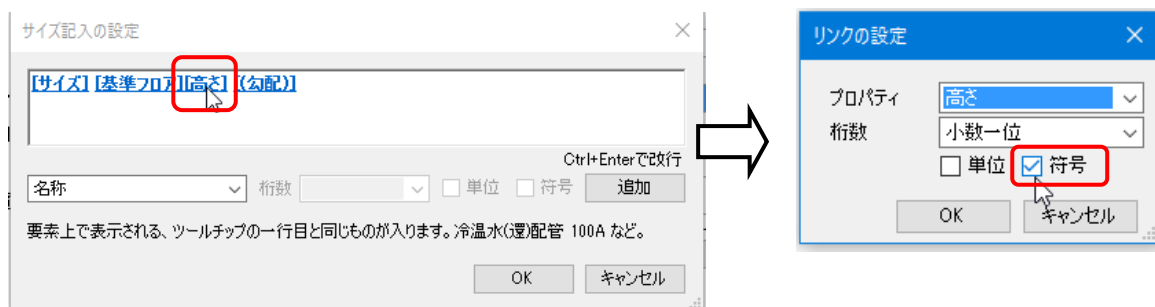 サイズ記入の設定
[サイズ] [基準フロア][高さ] [(勾配)]
Ctrl+Enterで改行
名称 桁数 単位 符号 追加
要素上で表示される、ツールチップの一行目と同じものが入ります。冷温水(還)配管 100A など。
OK キャンセル
リンクの設定
プロパティ 高さ
桁数 小数一位
単位 符号
OK キャンセル